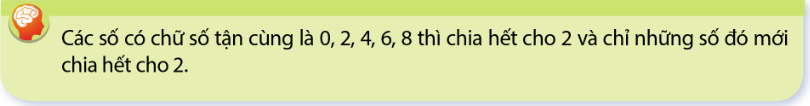 Các số có chữ số tận cùng là 0, 2, 4, 6, 8 thì chia hết cho 2 và chỉ những số đó mới
chia hết cho 2.